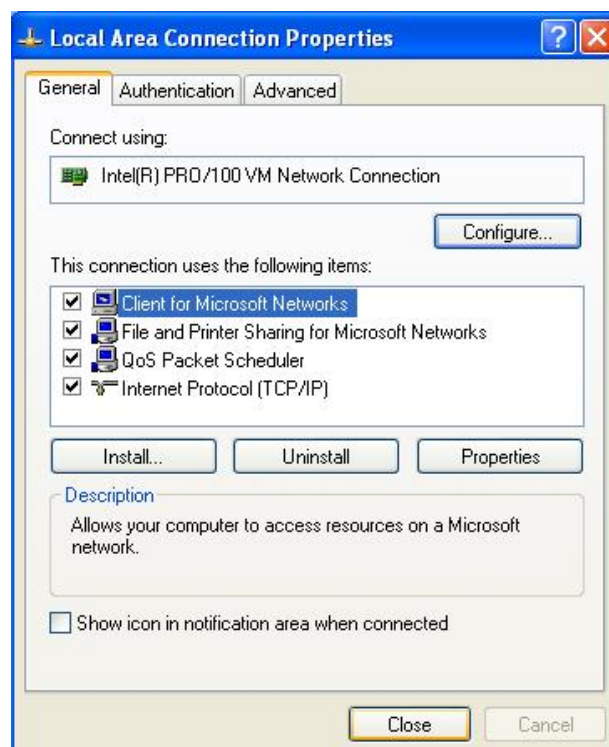 Local Area Connection Properties
General Authentication Advanced
Connect using:
Intel(R) PRO/100 VM Network Connection
Configure...
This connection uses the following items:
Client for Microsoft Networks
File and Printer Sharing for Microsoft Networks
QoS Packet Scheduler
Internet Protocol (TCP/IP)
Install... Uninstall Properties
Description
Allows your computer to access resources on a Microsoft
network.
Show icon in notification area when connected
Close Cancel